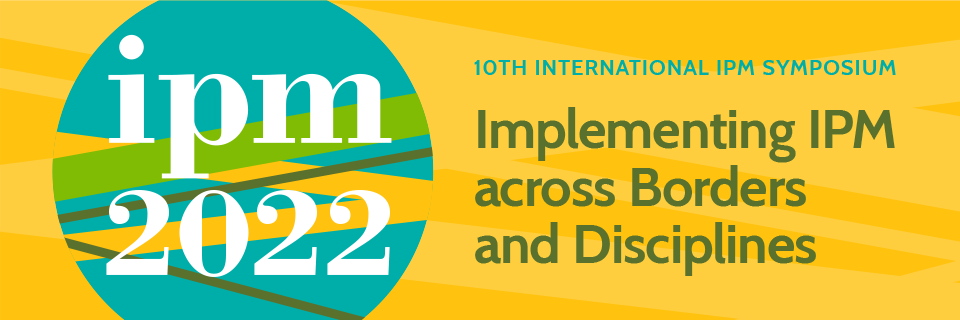 ipm
2022
10TH INTERNATIONAL IPM SYMPOSIUM
Implementing IPM
across Borders
and Disciplines